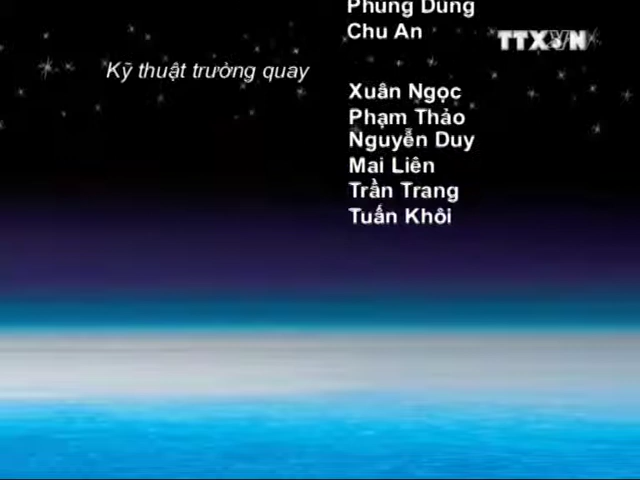 Phùng Dũng
Chu An
TTXVN
Kỹ thuật trường quay
Xuân Ngọc
Phạm Thảo
Nguyễn Duy
Mai Liên
Trần Trang
Tuấn Khôi